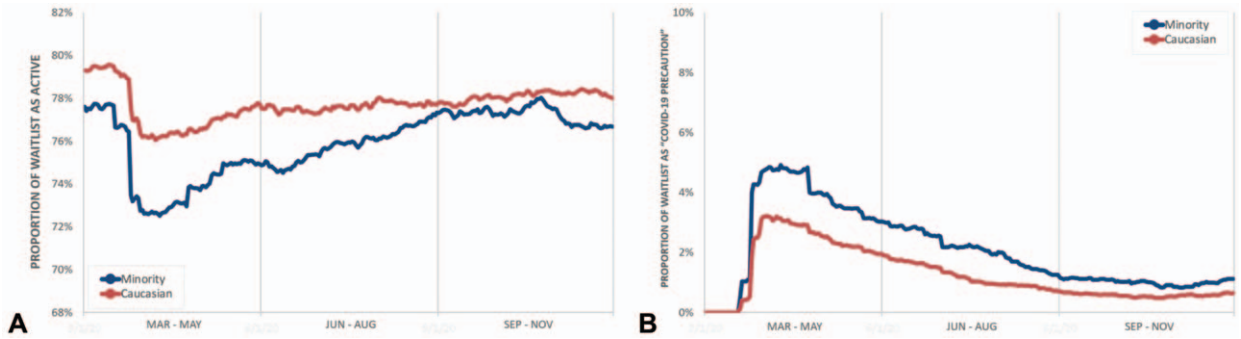 82%
80%
78%
76%
74%
72%
70%
68%
PROPORTION OF WAITLIST AS ACTIVE
Minority
Caucasian
MAR - MAY
JUN - AUG
SEP - NOV
A
10%
8%
6%
4%
2%
0%
PROPORTION OF WAITLIST AS "COVID-19 PRECAUTION"
Minority
Caucasian
MAR - MAY
JUN - AUG
SEP - NOV
B